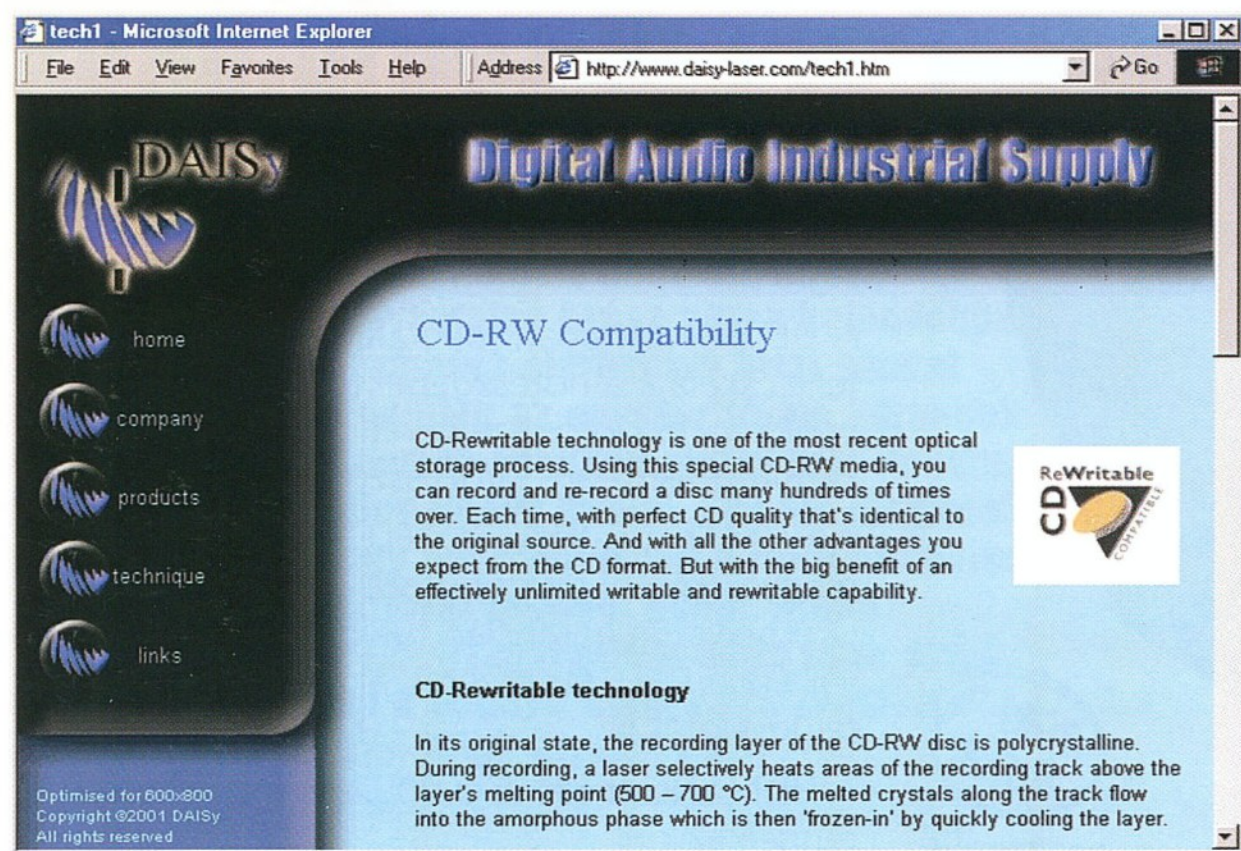 tech1 - Microsoft Internet Explorer
File Edit View Favorites Tools Help Address http://www.daisy-laser.com/tech1.htm Go
DAISy
Digital Audio Industrial Supply
home
company
products
technique
links
CD-RW Compatibility
CD-Rewritable technology is one of the most recent optical
storage process. Using this special CD-RW media, you
can record and re-record a disc many hundreds of times
over. Each time, with perfect CD quality that's identical to
the original source. And with all the other advantages you
expect from the CD format. But with the big benefit of an
effectively unlimited writable and rewritable capability.
ReWritable
CD
COMPATIBLE
CD-Rewritable technology
In its original state, the recording layer of the CD-RW disc is polycrystalline.
During recording, a laser selectively heats areas of the recording track above the
layer's melting point (500 – 700 °C). The melted crystals along the track flow
into the amorphous phase which is then 'frozen-in' by quickly cooling the layer.
Optimised for 600x800
Copyright ©2001 DAISy
All rights reserved